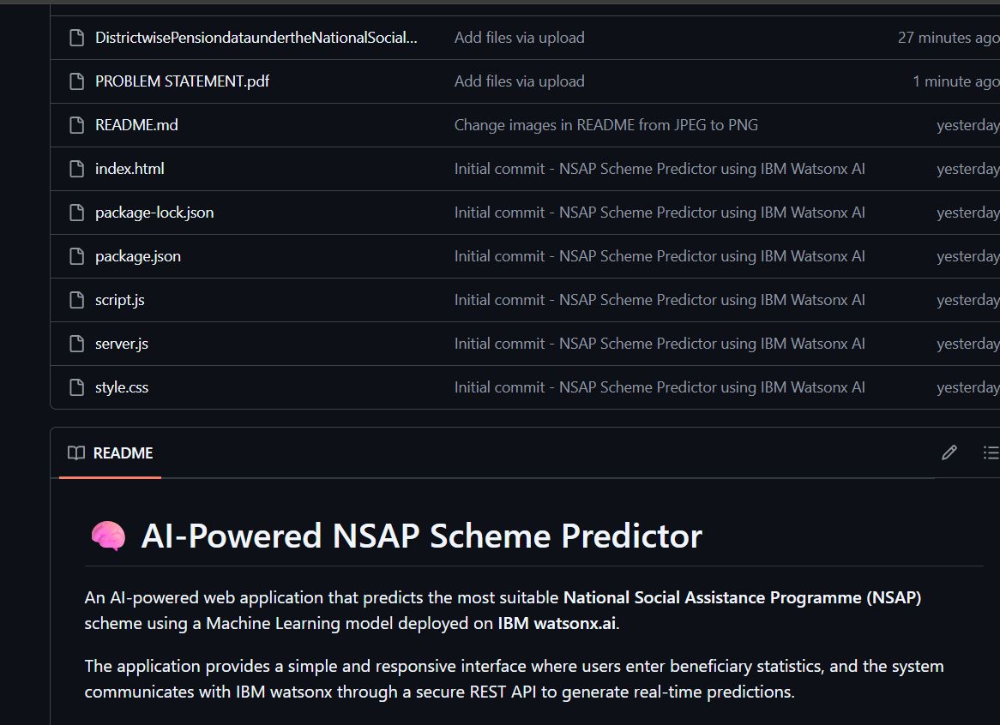 DistrictwisePensiondataundertheNationalSocial... Add files via upload 27 minutes ago
PROBLEM STATEMENT.pdf Add files via upload 1 minute ago
README.md Change images in README from JPEG to PNG yesterday
index.html Initial commit - NSAP Scheme Predictor using IBM Watsonx AI yesterday
package-lock.json Initial commit - NSAP Scheme Predictor using IBM Watsonx AI yesterday
package.json Initial commit - NSAP Scheme Predictor using IBM Watsonx AI yesterday
script.js Initial commit - NSAP Scheme Predictor using IBM Watsonx AI yesterday
server.js Initial commit - NSAP Scheme Predictor using IBM Watsonx AI yesterday
style.css Initial commit - NSAP Scheme Predictor using IBM Watsonx AI yesterday
README
🧠 AI-Powered NSAP Scheme Predictor
An AI-powered web application that predicts the most suitable National Social Assistance Programme (NSAP)
scheme using a Machine Learning model deployed on IBM watsonx.ai.
The application provides a simple and responsive interface where users enter beneficiary statistics, and the system
communicates with IBM watsonx through a secure REST API to generate real-time predictions.